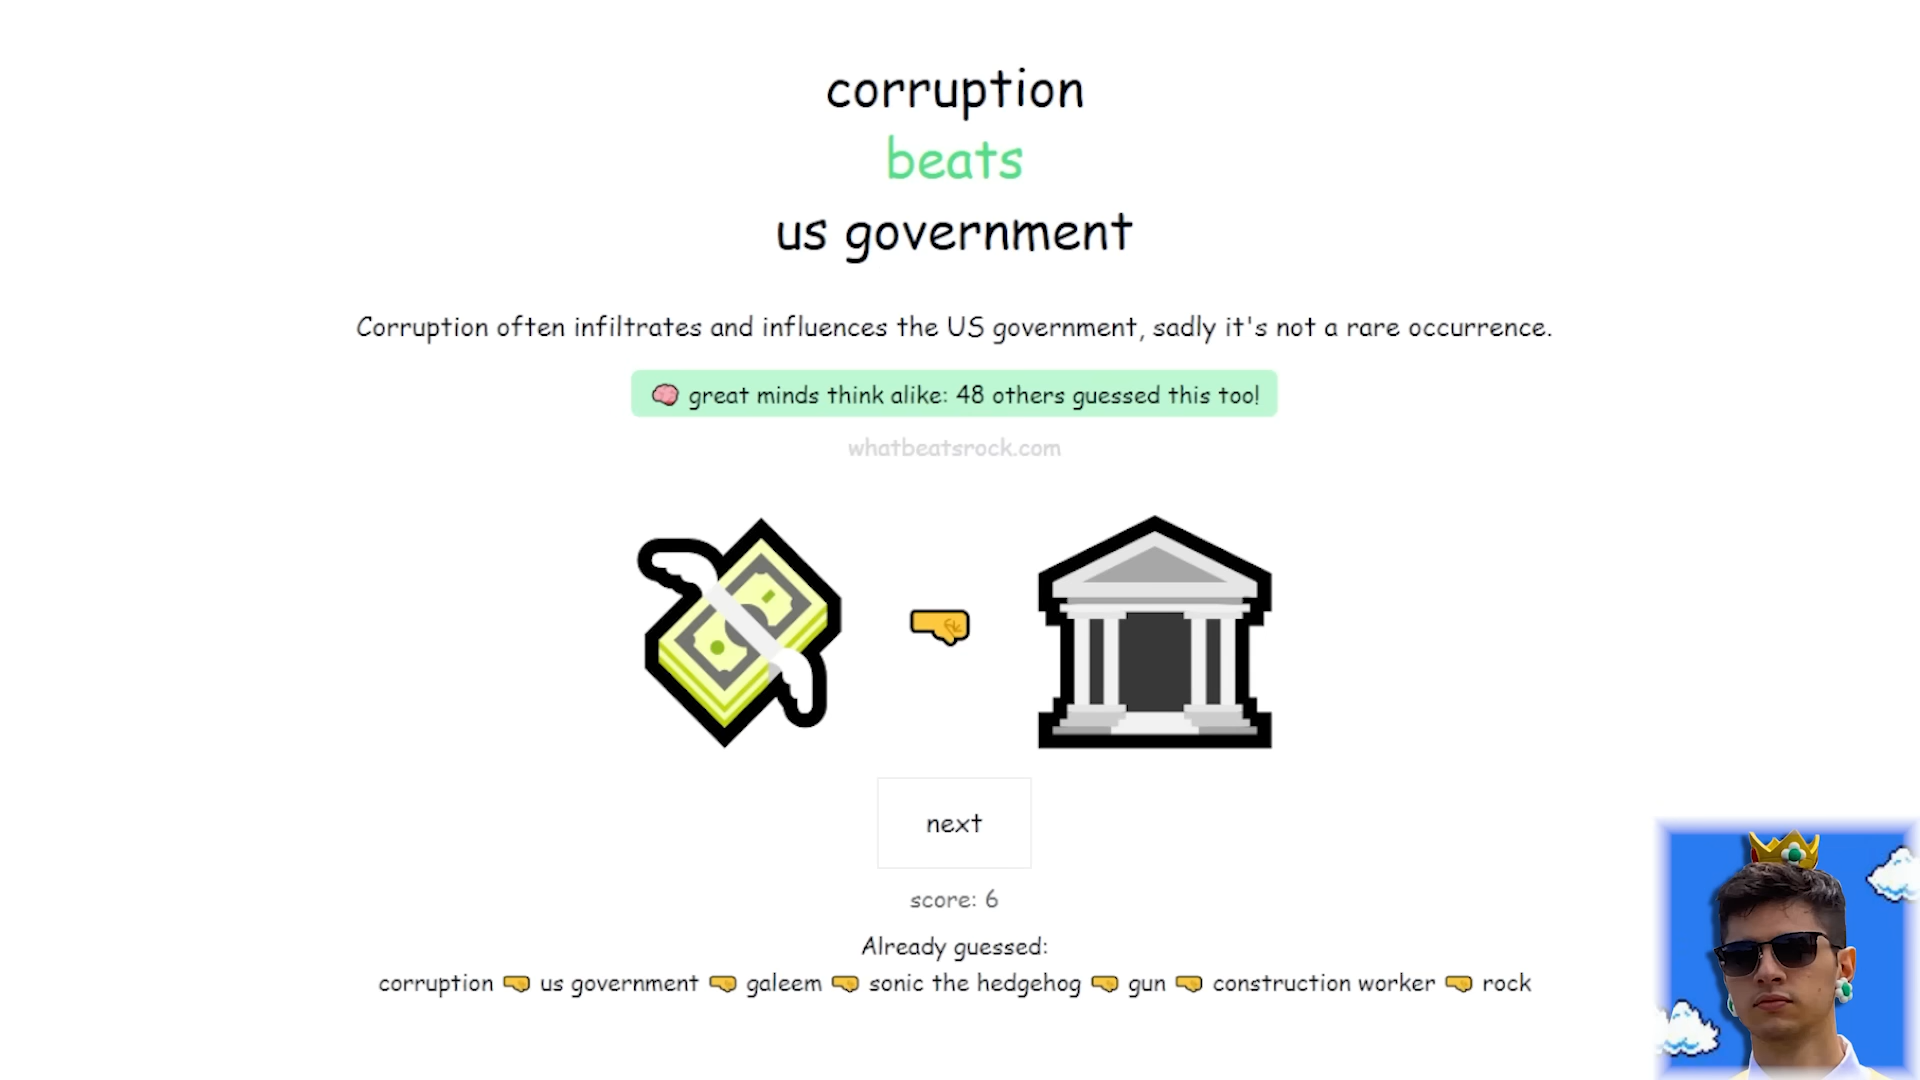 corruption
beats
us government
Corruption often infiltrates and influences the US government, sadly it's not a rare occurrence.
🧠 great minds think alike: 48 others guessed this too!
whatbeatsrock.com
next
score: 6
Already guessed:
corruption 🤜 us government 🤜 galeem 🤜 sonic the hedgehog 🤜 gun 🤜 construction worker 🤜 rock